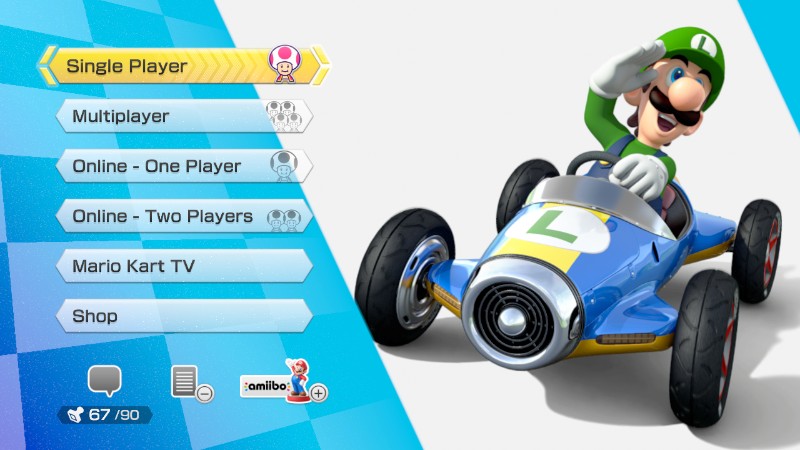 Single Player
Multiplayer
Online - One Player
Online - Two Players
Mario Kart TV
Shop
amiibo
67 /90
L
L